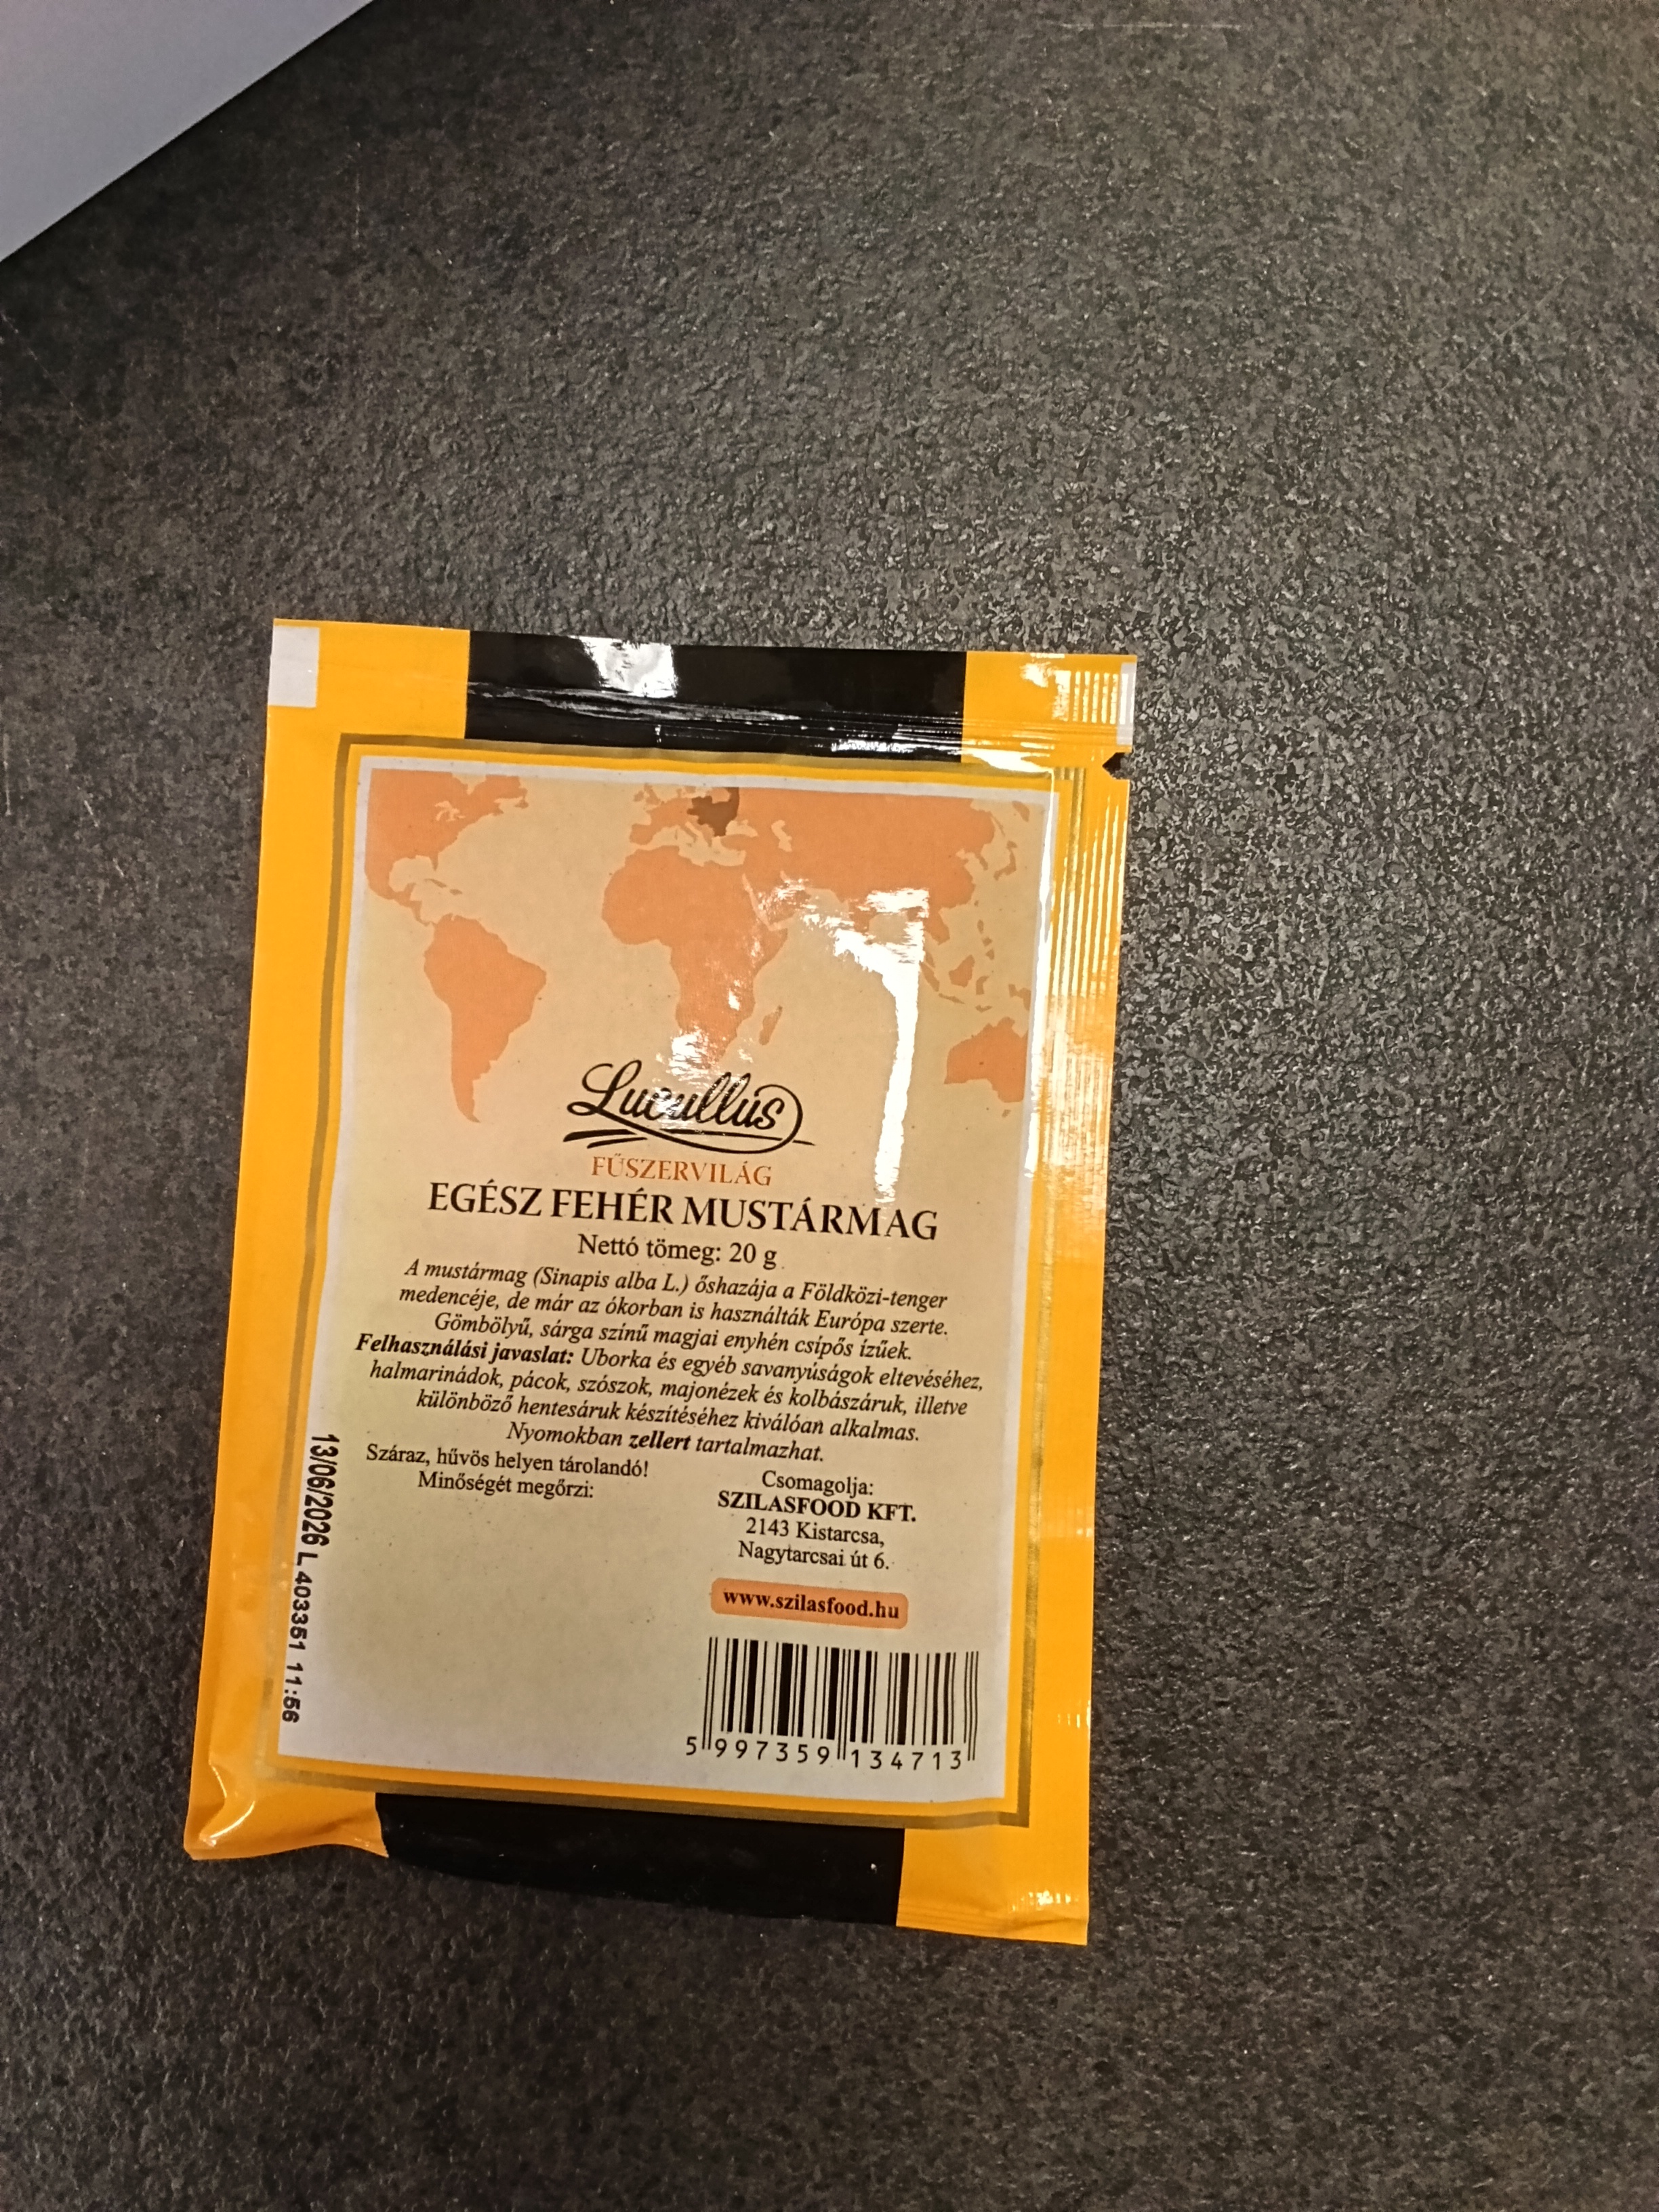 Lucullus
FŰSZERVILÁG
EGÉSZ FEHÉR MUSTÁRMAG
Nettó tömeg: 20 g
A mustármag (Sinapis alba L.) őshazája a Földközi-tenger
medencéje, de már az ókorban is használták Európa szerte.
Gömbölyű, sárga színű magjai enyhén csípős ízűek.
Felhasználási javaslat: Uborka és egyéb savanyúságok eltevéséhez,
halmarinádok, pácok, szószok, majonézek és kolbászáruk, illetve
különböző hentesáruk készítéséhez kiválóan alkalmas.
Nyomokban zellert tartalmazhat.
Száraz, hűvös helyen tárolandó!
Minőségét megőrzi:
13/06/2026 L 403351 11:56
Csomagolja:
SZILASFOOD KFT.
2143 Kistarcsa,
Nagytarcsai út 6.
www.szilasfood.hu
5 997359 134713